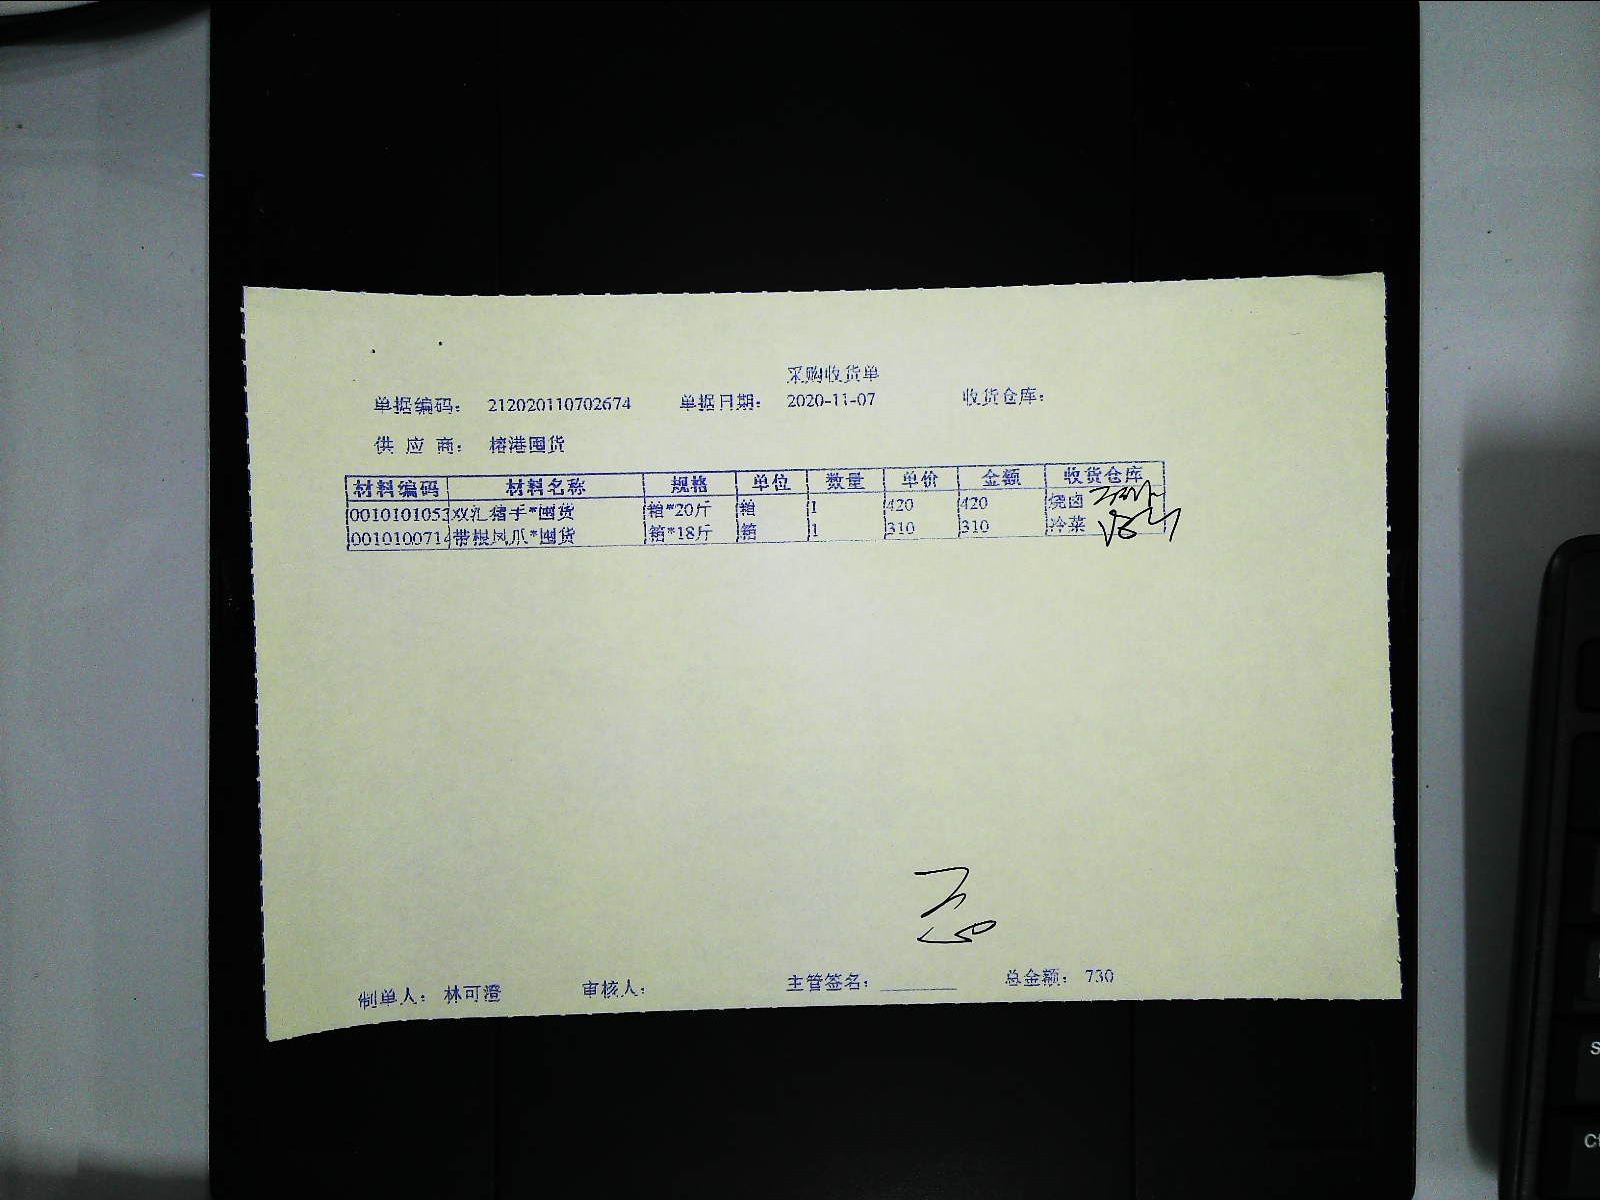 采购收货单
单据编码： 212020110702674 单据日期： 2020-11-07 收货仓库：
供 应 商： 榕港囤货
材料编码 材料名称 规格 单位 数量 单价 金额 收货仓库
0010101053 双汇猪手*囤货 箱*20斤 箱 1 420 420 烧卤
0010100714 带根凤爪*囤货 箱*18斤 箱 1 310 310 冷菜
制单人： 林可澄 审核人： 主管签名： 总金额： 730